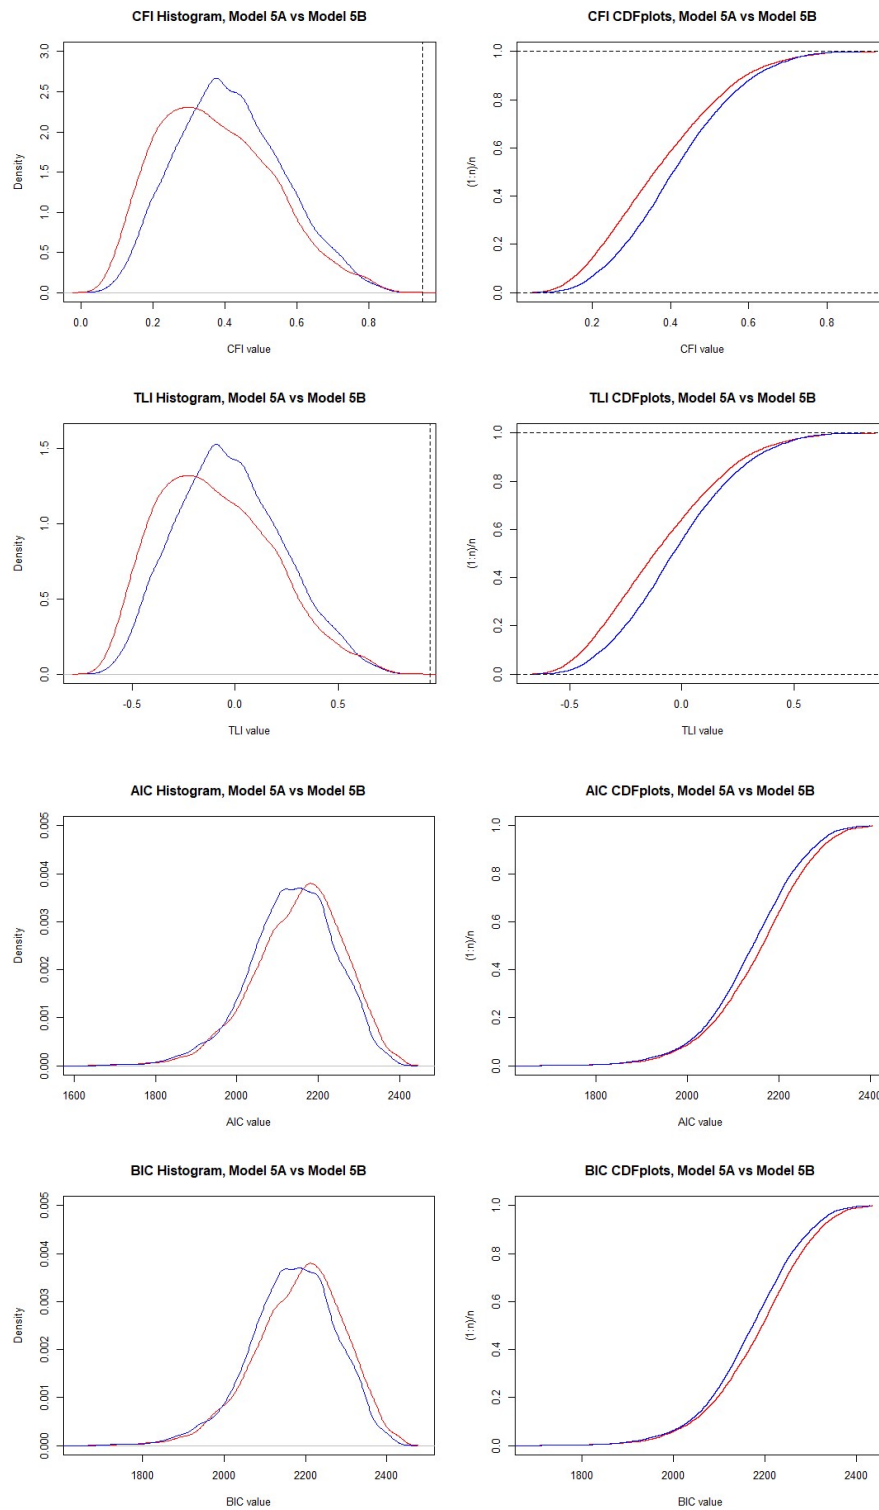 CFI Histogram, Model 5A vs Model 5B
Density
0.0 0.5 1.0 1.5 2.0 2.5 3.0
0.0 0.2 0.4 0.6 0.8
CFI value
CFI CDFplots, Model 5A vs Model 5B
(1:n)/n
0.0 0.2 0.4 0.6 0.8 1.0
0.2 0.4 0.6 0.8
CFI value
TLI Histogram, Model 5A vs Model 5B
Density
0.0 0.5 1.0 1.5
-0.5 0.0 0.5
TLI value
TLI CDFplots, Model 5A vs Model 5B
(1:n)/n
0.0 0.2 0.4 0.6 0.8 1.0
-0.5 0.0 0.5
TLI value
AIC Histogram, Model 5A vs Model 5B
Density
0.000 0.001 0.002 0.003 0.004 0.005
1600 1800 2000 2200 2400
AIC value
AIC CDFplots, Model 5A vs Model 5B
(1:n)/n
0.0 0.2 0.4 0.6 0.8 1.0
1800 2000 2200 2400
AIC value
BIC Histogram, Model 5A vs Model 5B
Density
0.000 0.001 0.002 0.003 0.004 0.005
1800 2000 2200 2400
BIC value
BIC CDFplots, Model 5A vs Model 5B
(1:n)/n
0.0 0.2 0.4 0.6 0.8 1.0
1800 2000 2200 2400
BIC value